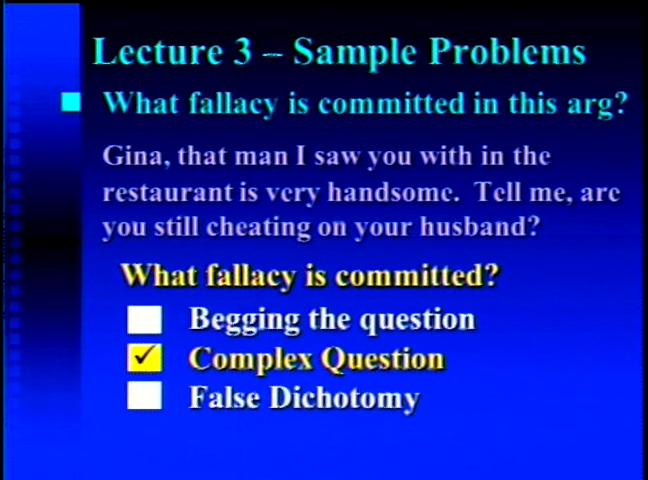 Lecture 3 – Sample Problems
What fallacy is committed in this arg?
Gina, that man I saw you with in the
restaurant is very handsome. Tell me, are
you still cheating on your husband?
What fallacy is committed?
Begging the question
Complex Question
False Dichotomy